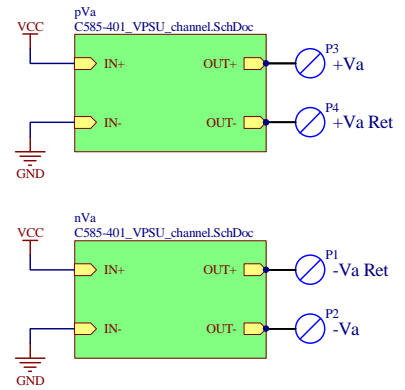 pVa
C585-401_VPSU_channel.SchDoc
VCC
IN+
OUT+
P3
+Va
IN-
OUT-
P4
+Va Ret
GND
nVa
C585-401_VPSU_channel.SchDoc
VCC
IN+
OUT+
P1
-Va Ret
IN-
OUT-
P2
-Va
GND